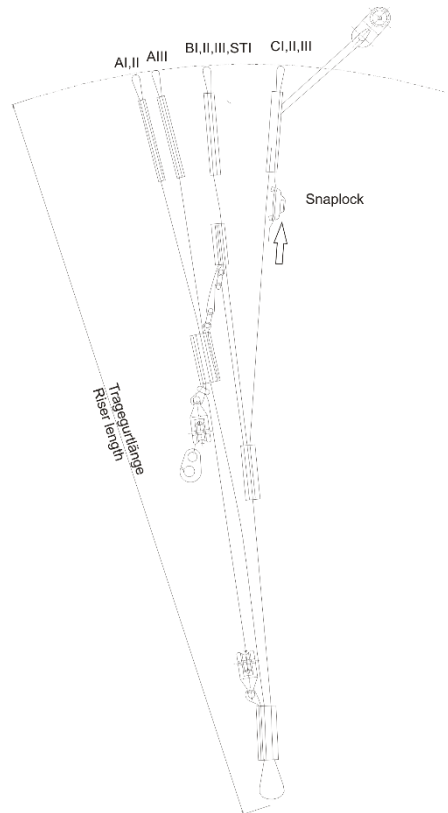 AI,II
AIII
BI,II,III,STI
CI,II,III
Snaplock
Tragegurtlänge
Riser length